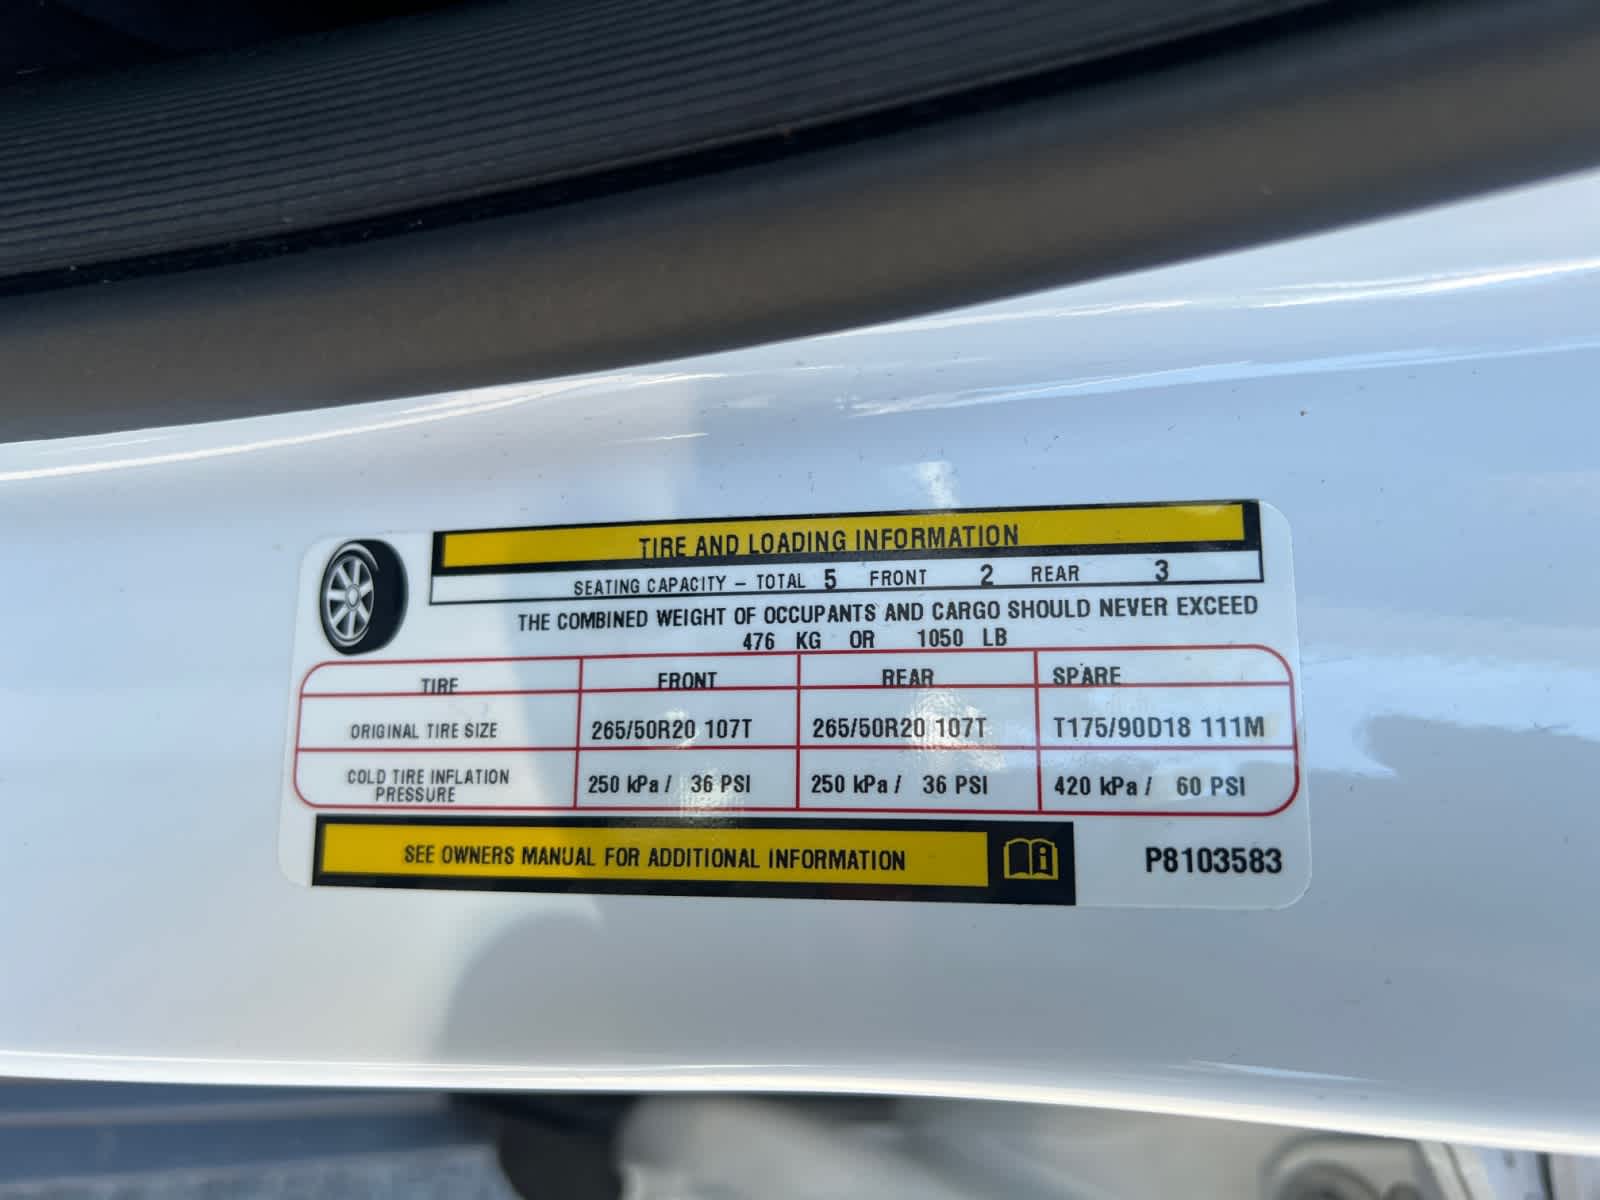 TIRE AND LOADING INFORMATION
SEATING CAPACITY – TOTAL 5 FRONT 2 REAR 3
THE COMBINED WEIGHT OF OCCUPANTS AND CARGO SHOULD NEVER EXCEED
476 KG OR 1050 LB
TIRE FRONT REAR SPARE
ORIGINAL TIRE SIZE 265/50R20 107T 265/50R20 107T T175/90D18 111M
COLD TIRE INFLATION
PRESSURE 250 kPa / 36 PSI 250 kPa / 36 PSI 420 kPa / 60 PSI
SEE OWNERS MANUAL FOR ADDITIONAL INFORMATION
P8103583